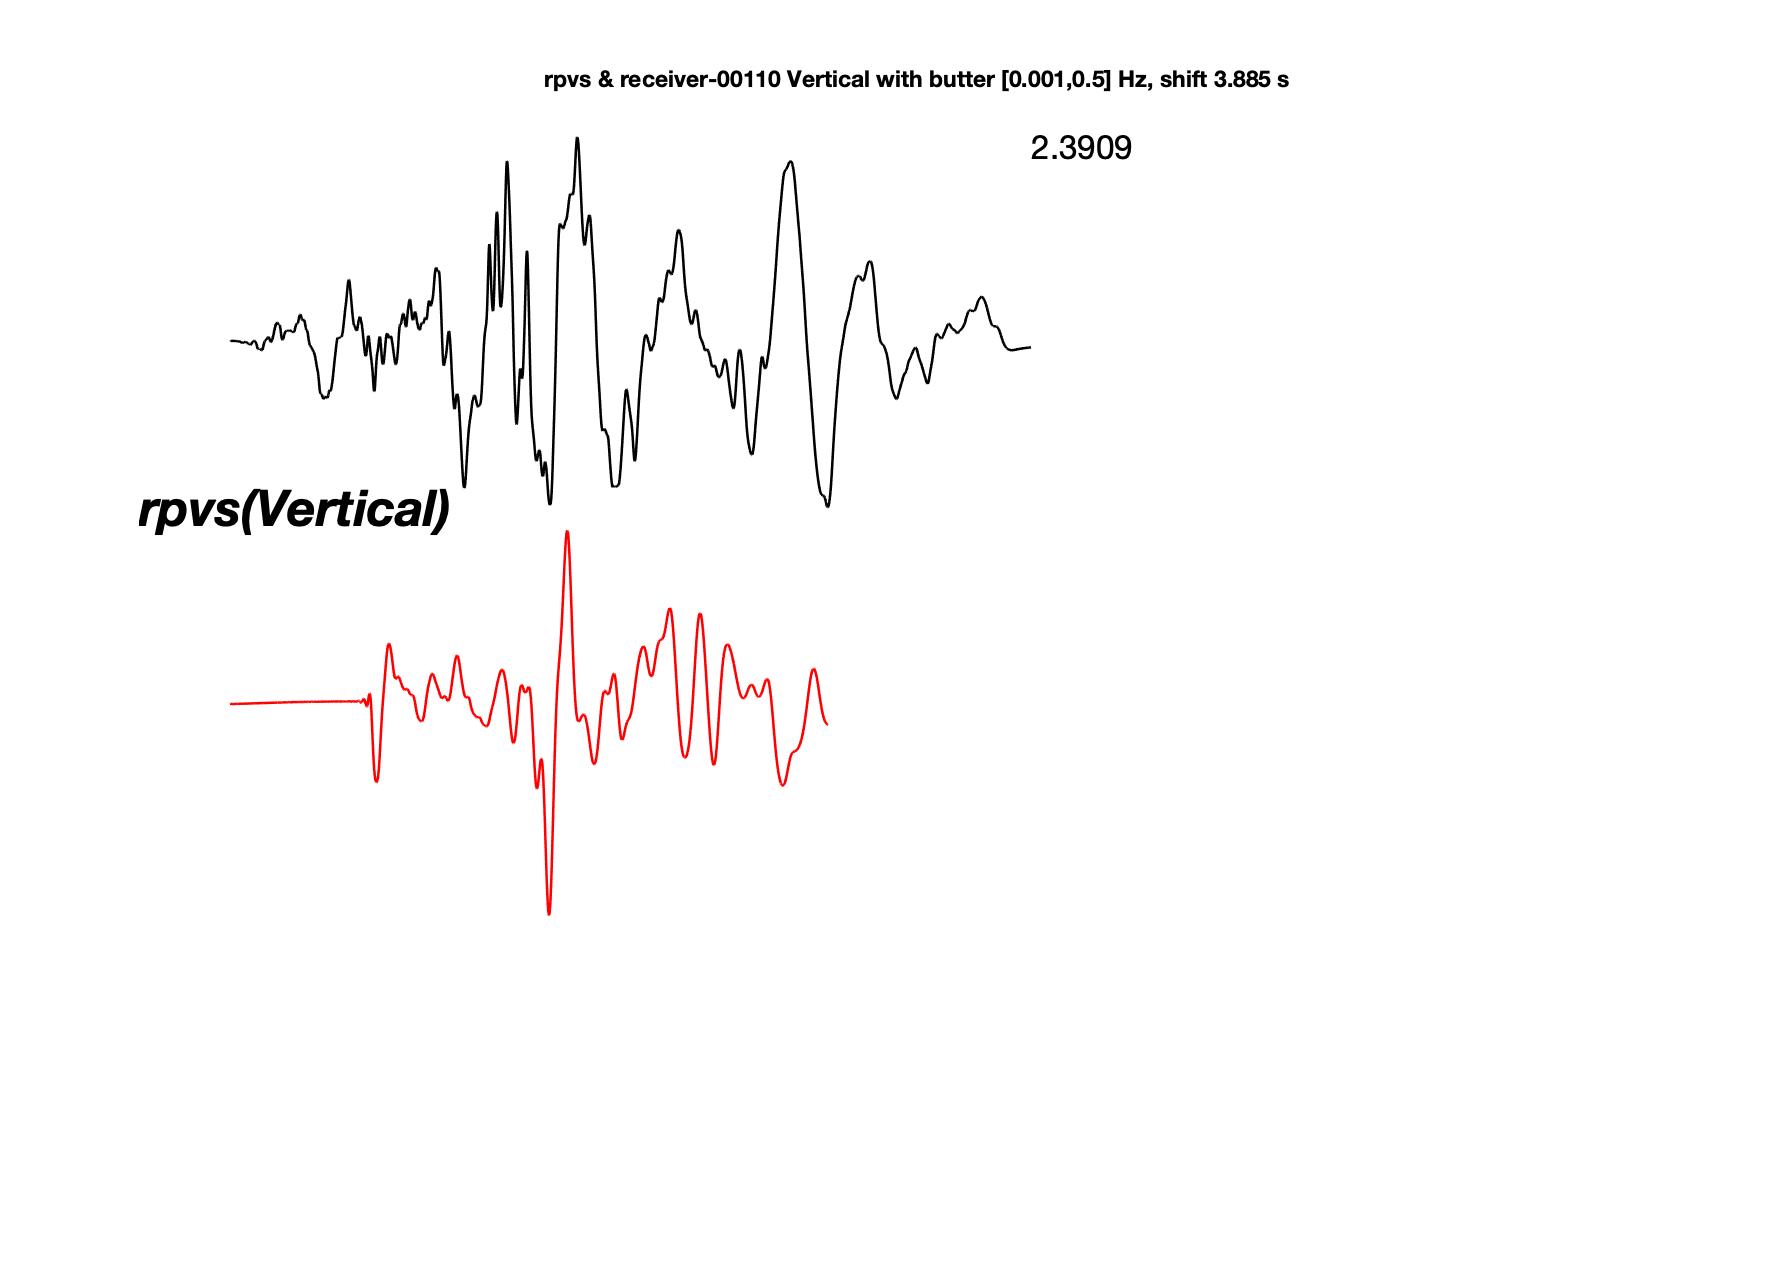 rpvs & receiver-00110 Vertical with butter [0.001,0.5] Hz, shift 3.885 s
2.3909
rpvs(Vertical)